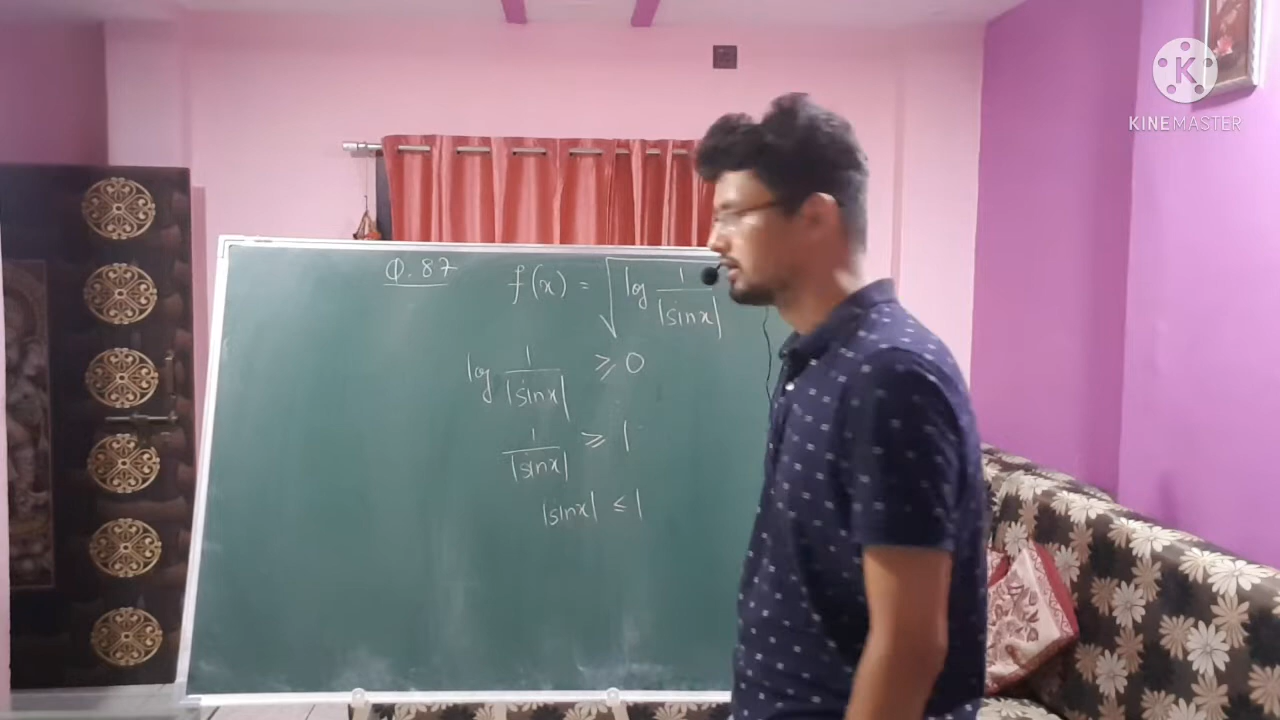 Q. 87 f(x) = √(log 1/|sinx|)
log 1/|sinx| ⩾ 0
1/|sinx| ⩾ 1
|sinx| ≤ 1
K
KINEMASTER